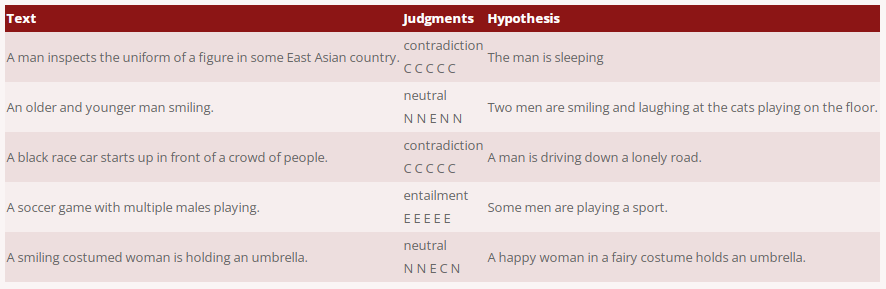 Text Judgments Hypothesis
contradiction
A man inspects the uniform of a figure in some East Asian country. The man is sleeping
C C C C C
neutral
An older and younger man smiling. Two men are smiling and laughing at the cats playing on the floor.
N N E N N
contradiction
A black race car starts up in front of a crowd of people. A man is driving down a lonely road.
C C C C C
entailment
A soccer game with multiple males playing. Some men are playing a sport.
E E E E E
neutral
A smiling costumed woman is holding an umbrella. A happy woman in a fairy costume holds an umbrella.
N N E C N